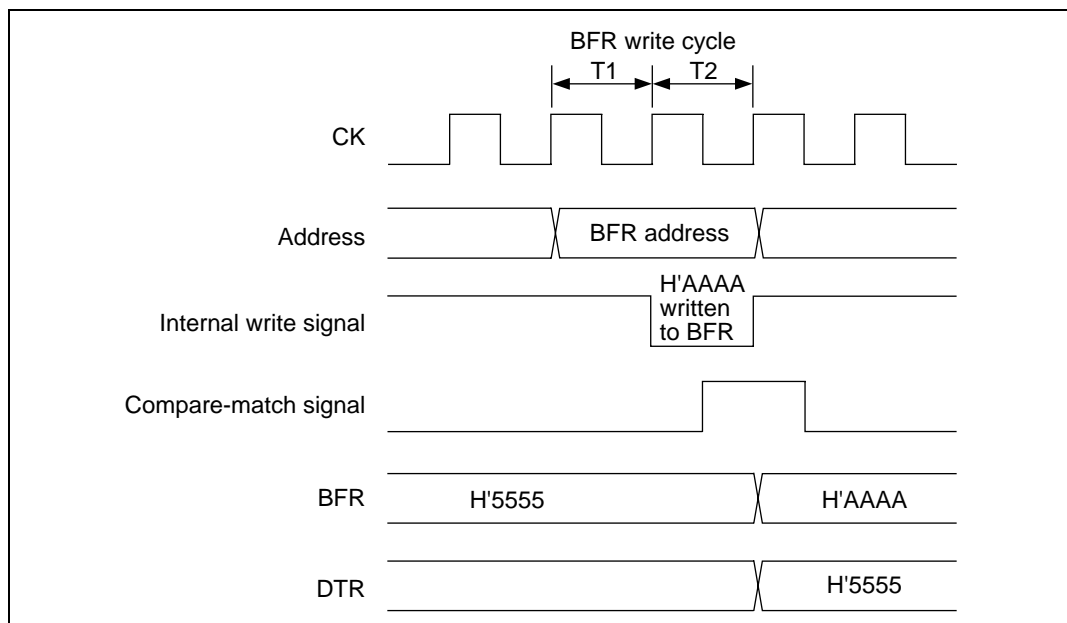 BFR write cycle
T1 T2
CK
Address
BFR address
Internal write signal
H'AAAA
written
to BFR
Compare-match signal
BFR
H'5555
H'AAAA
DTR
H'5555